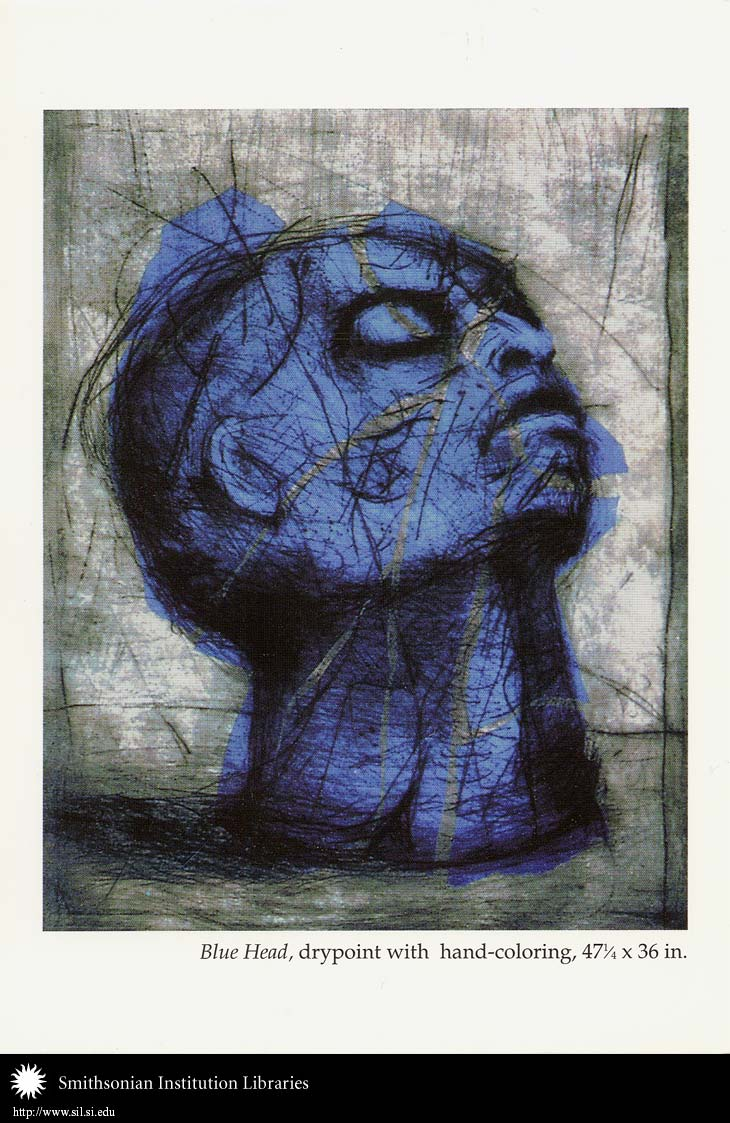 Blue Head, drypoint with hand-coloring, 47¼ x 36 in.
Smithsonian Institution Libraries
http://www.sil.si.edu